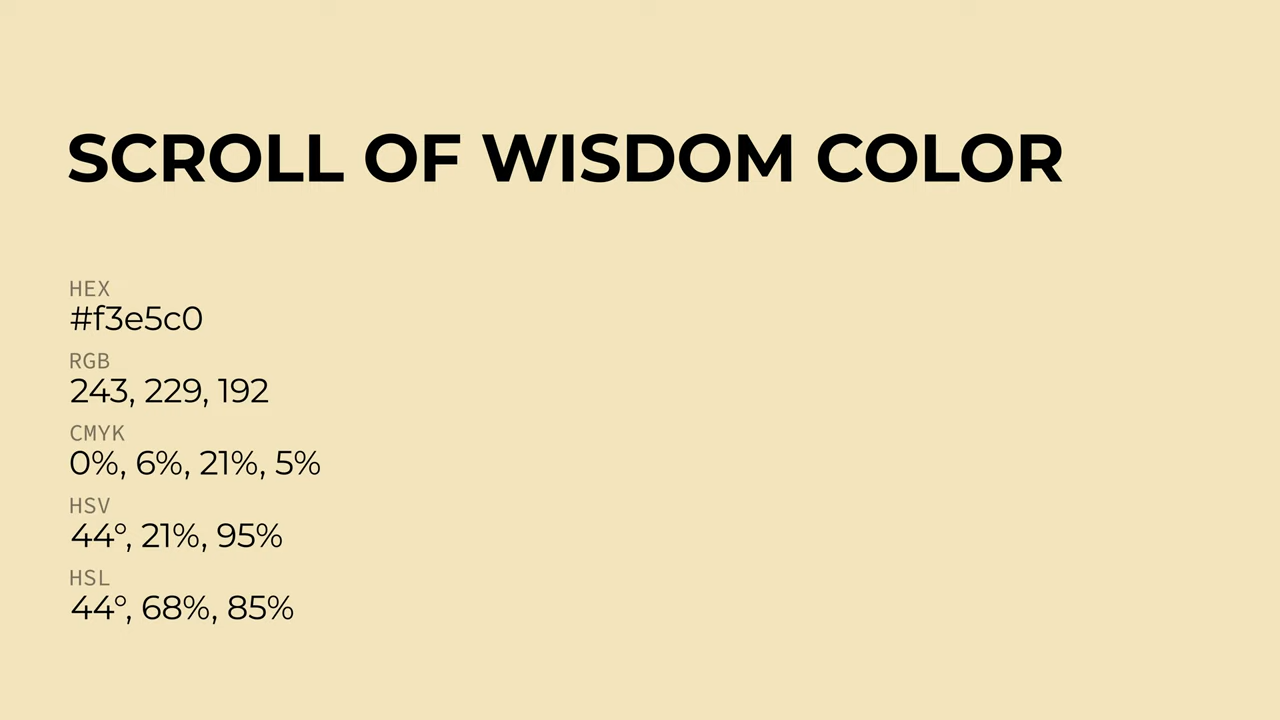 SCROLL OF WISDOM COLOR
HEX
#f3e5c0
RGB
243, 229, 192
CMYK
0%, 6%, 21%, 5%
HSV
44°, 21%, 95%
HSL
44°, 68%, 85%